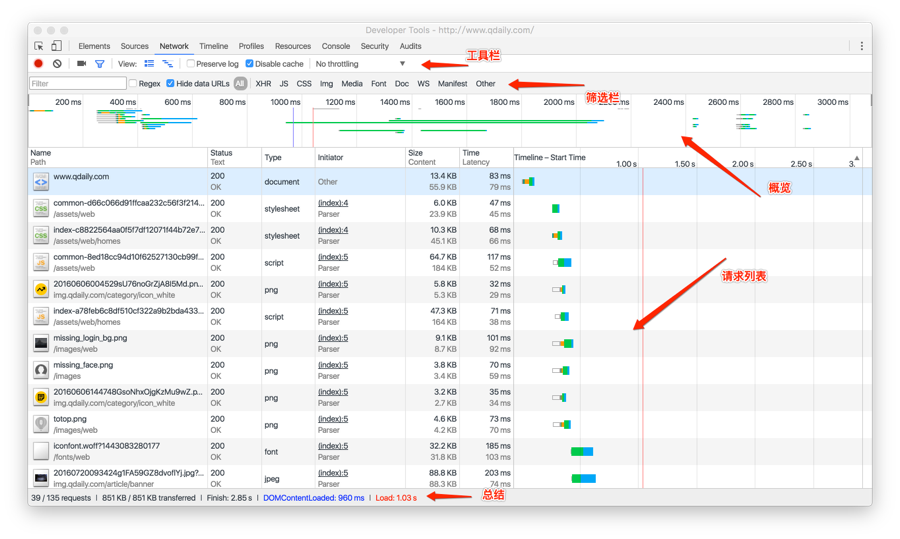 Developer Tools - http://www.qdaily.com/
Elements Sources Network Timeline Profiles Resources Security Console Audits
View: Preserve log Disable cache No throttling 工具栏
Filter Regex Hide data URLs All XHR JS CSS Img Media Font Doc WS Manifest Other 筛选栏
200 ms 400 ms 600 ms 800 ms 1000 ms 1200 ms 1400 ms 1600 ms 1800 ms 2000 ms 2200 ms 2400 ms 2600 ms 2800 ms 3000 ms
概览
Name Status Type Initiator Size Time Timeline – Start Time 1.00 s 1.50 s 2.00 s 2.50 s 3.
Path Text Content Latency
www.qdaily.com 200 document Other 13.4 KB 83 ms
OK 55.9 KB 79 ms
common-d66c066d91ffcaa232c56f3f214... 200 stylesheet (index):4 6.0 KB 47 ms
/assets/web OK Parser 23.9 KB 45 ms
index-c8822564aa0f5f7df12071f44b72e7... 200 stylesheet (index):4 10.3 KB 68 ms
/assets/web/homes OK Parser 45.1 KB 66 ms
common-8ed18cc94d10f62527130cb99f... 200 script (index):5 64.7 KB 117 ms
/assets/web OK Parser 184 KB 52 ms
请求列表
20160606004529sU76noGrZjA8I5Md.pn... 200 png (index):5 5.8 KB 32 ms
img.qdaily.com/category/icon_white OK Parser 5.3 KB 29 ms
index-a78feb6c8df510cf322a9b2bda433... 200 script (index):5 47.3 KB 71 ms
/assets/web/homes OK Parser 164 KB 38 ms
missing_login_bg.png 200 png (index):5 9.1 KB 101 ms
/images/web OK Parser 8.7 KB 92 ms
missing_face.png 200 png (index):5 3.8 KB 70 ms
/images OK Parser 3.4 KB 59 ms
20160606144748GsoNhxOjgKzMu9wZ.p... 200 png (index):5 3.2 KB 35 ms
img.qdaily.com/category/icon_white OK Parser 2.7 KB 34 ms
totop.png 200 png (index):5 4.6 KB 73 ms
/images/web OK Parser 4.2 KB 70 ms
iconfont.woff?1443083280177 200 font (index):5 32.2 KB 185 ms
/fonts/web OK Parser 31.8 KB 103 ms
20160720093424g1FA59GZ8dvoflYj.jpg?... 200 jpeg (index):5 88.8 KB 203 ms
img.qdaily.com/article/banner OK Parser 88.3 KB 74 ms
39 / 135 requests | 851 KB / 851 KB transferred | Finish: 2.85 s | DOMContentLoaded: 960 ms | Load: 1.03 s 总结